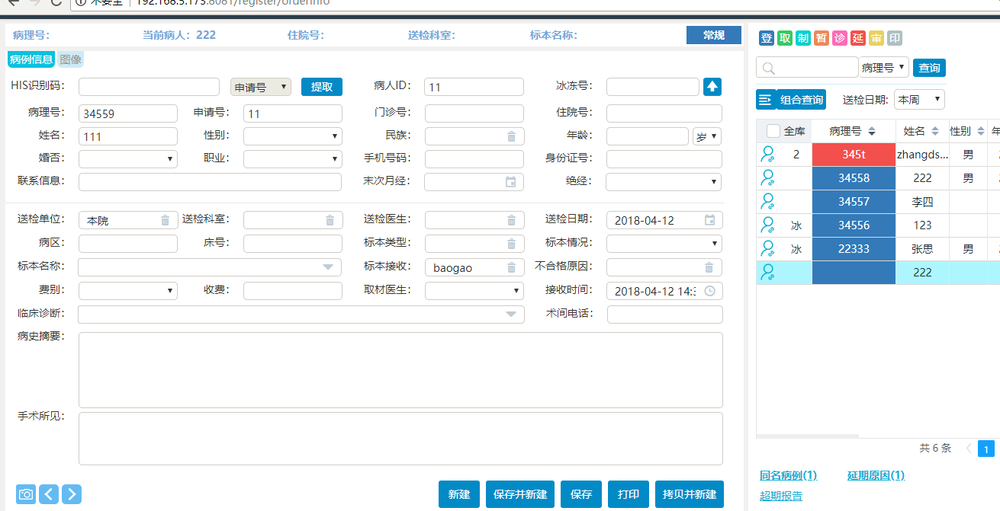 不安全 | 192.168.5.173:8081/register/orderinfo
病理号: 当前病人: 222 住院号: 送检科室: 标本名称: 常规
病例信息 图像
HIS识别码: 申请号 提取 病人ID: 11 冰冻号:
病理号: 34559 申请号: 11 门诊号: 住院号:
姓名: 111 性别: 民族: 年龄: 岁
婚否: 职业: 手机号码: 身份证号:
联系信息: 末次月经: 绝经:
送检单位: 本院 送检科室: 送检医生: 送检日期: 2018-04-12
病区: 床号: 标本类型: 标本情况:
标本名称: 标本接收: baogao 不合格原因:
费别: 收费: 取材医生: 接收时间: 2018-04-12 14:3
临床诊断: 术间电话:
病史摘要:
手术所见:
新建 保存并新建 保存 打印 拷贝并新建
登 取 制 暂 诊 延 审 印
病理号 查询
组合查询 送检日期: 本周
全库 病理号 姓名 性别 年
2 345t zhangds... 男
34558 222 男
34557 李四
冰 34556 123
冰 22333 张思 男
222
共 6 条 1
同名病例(1) 延期原因(1)
超期报告